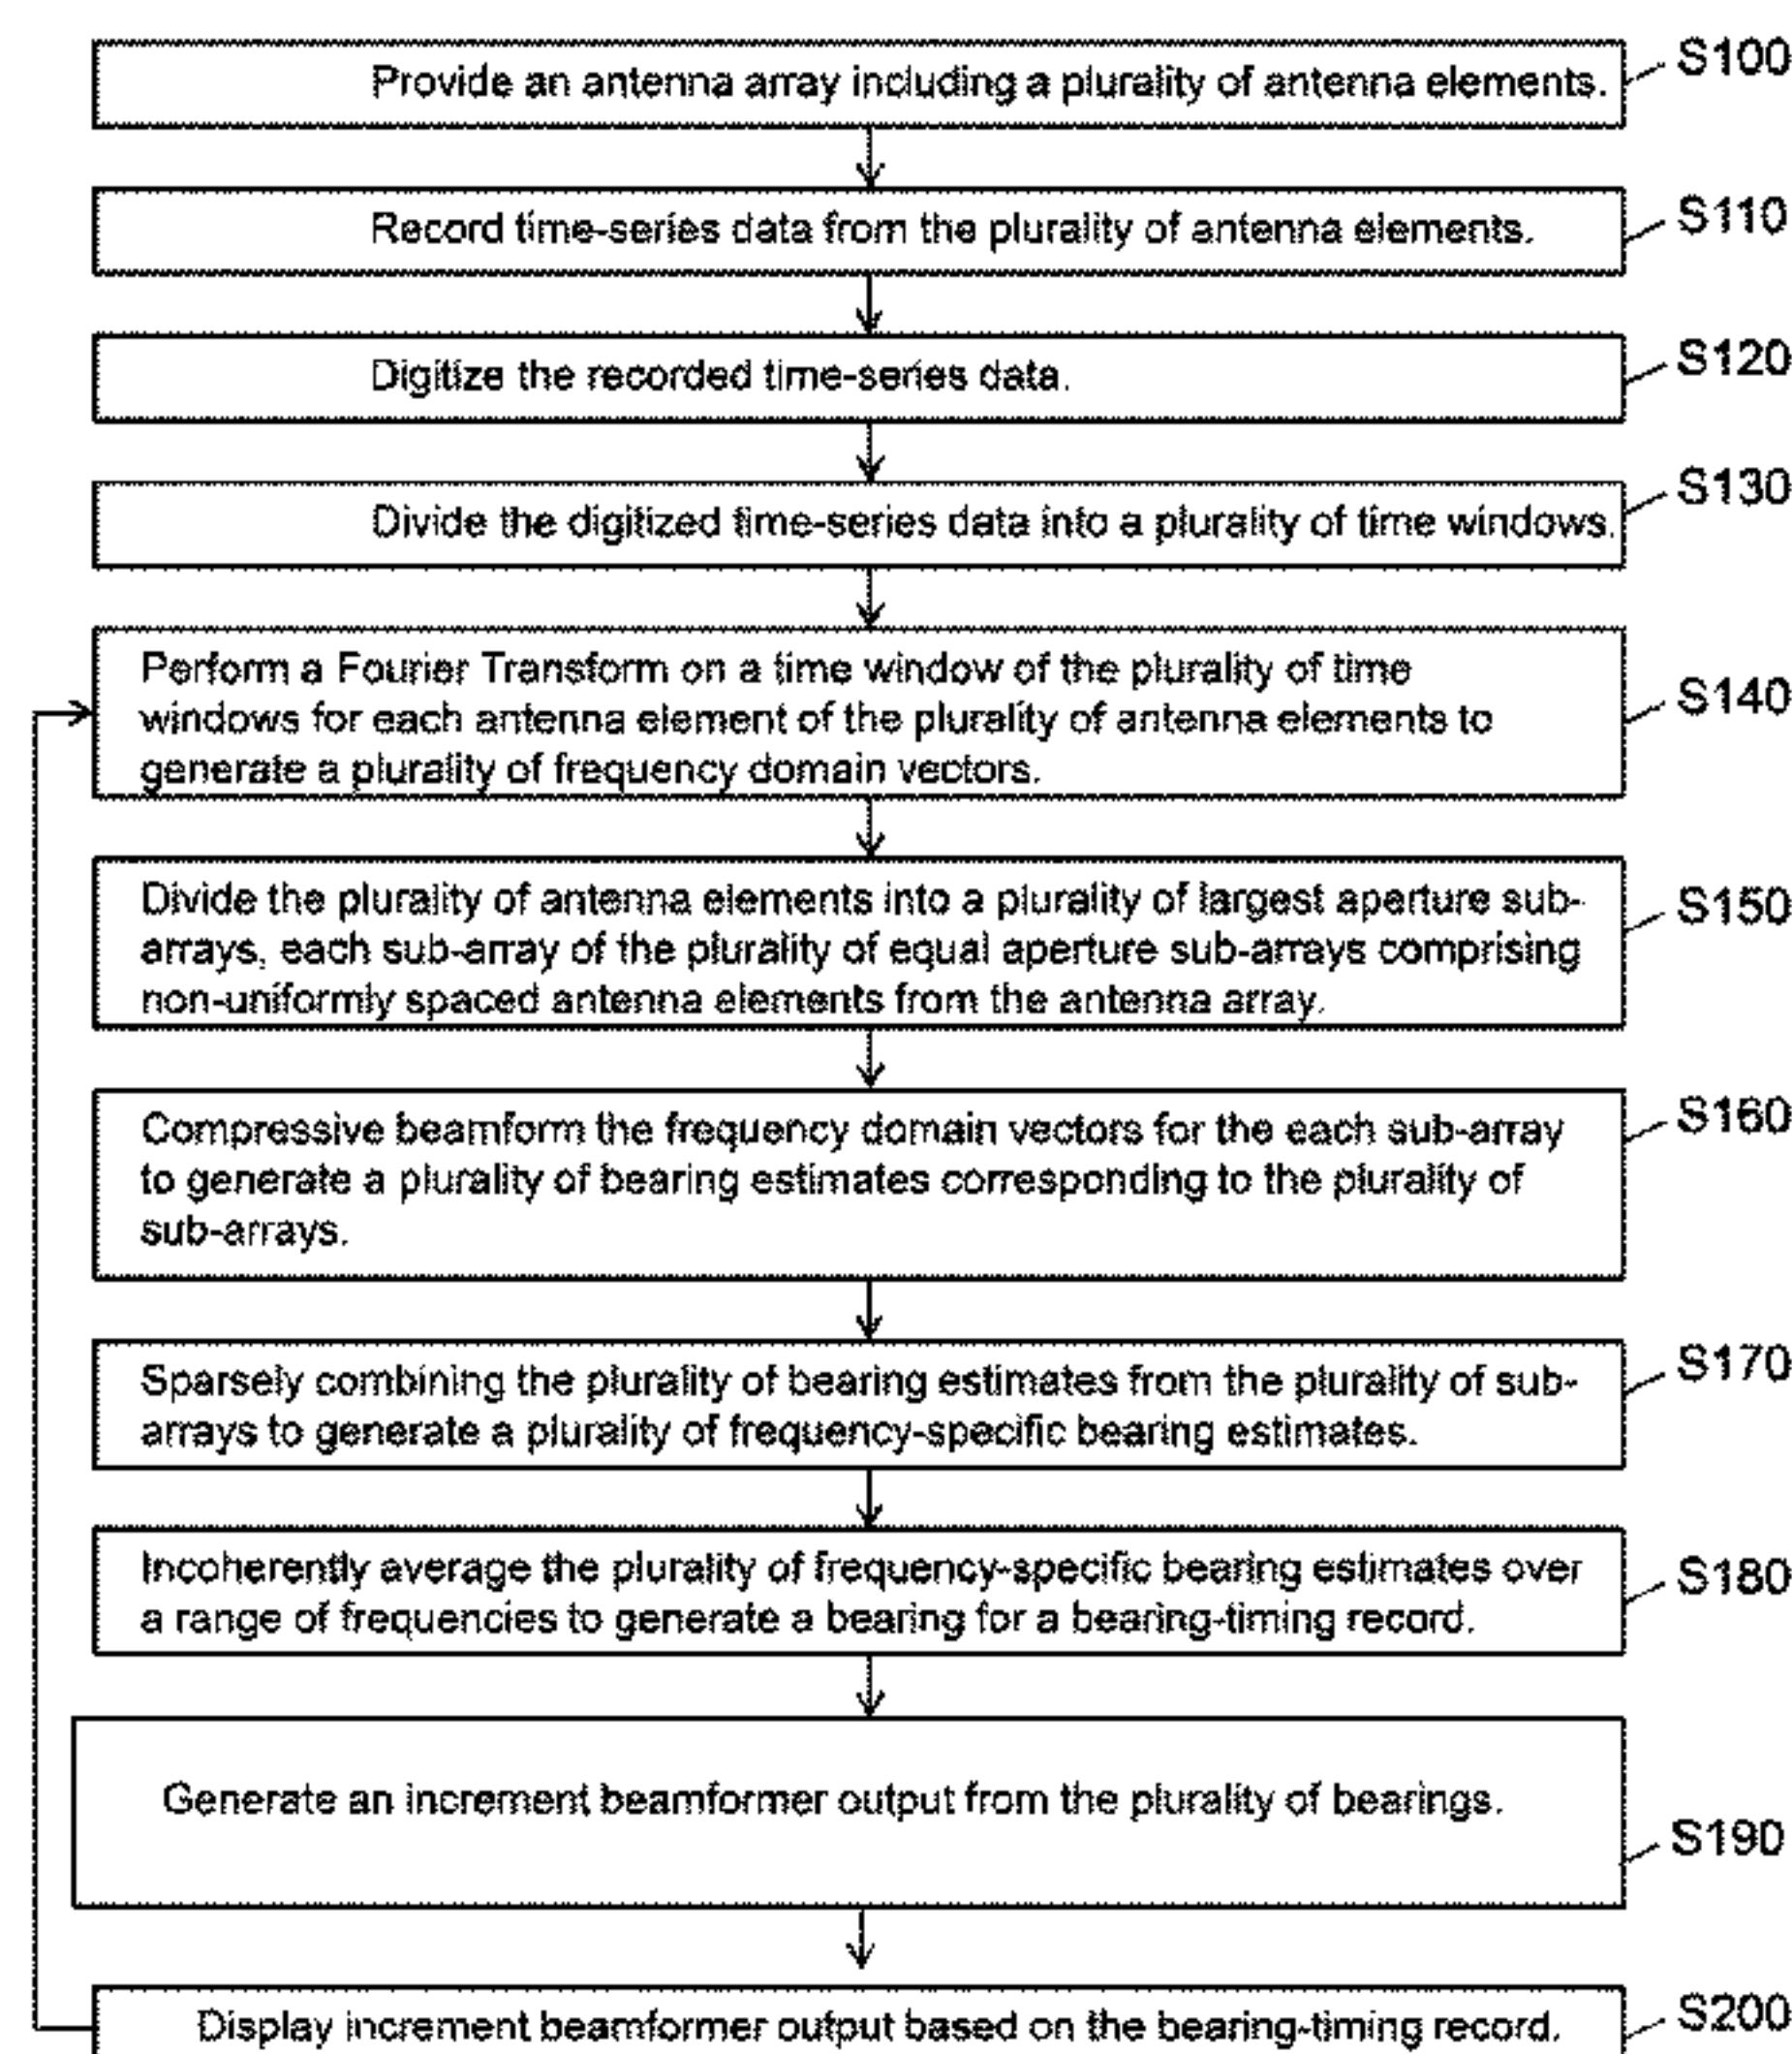 Provide an antenna array including a plurality of antenna elements.
S100
Record time-series data from the plurality of antenna elements.
S110
Digitize the recorded time-series data.
S120
Divide the digitized time-series data into a plurality of time windows.
S130
Perform a Fourier Transform on a time window of the plurality of time
windows for each antenna element of the plurality of antenna elements to
generate a plurality of frequency domain vectors.
S140
Divide the plurality of antenna elements into a plurality of largest aperture sub-
arrays, each sub-array of the plurality of equal aperture sub-arrays comprising
non-uniformly spaced antenna elements from the antenna array.
S150
Compressive beamform the frequency domain vectors for the each sub-array
to generate a plurality of bearing estimates corresponding to the plurality of
sub-arrays.
S160
Sparsely combining the plurality of bearing estimates from the plurality of sub-
arrays to generate a plurality of frequency-specific bearing estimates.
S170
Incoherently average the plurality of frequency-specific bearing estimates over
a range of frequencies to generate a bearing for a bearing-timing record.
S180
Generate an increment beamformer output from the plurality of bearings.
S190
Display increment beamformer output based on the bearing-timing record.
S200